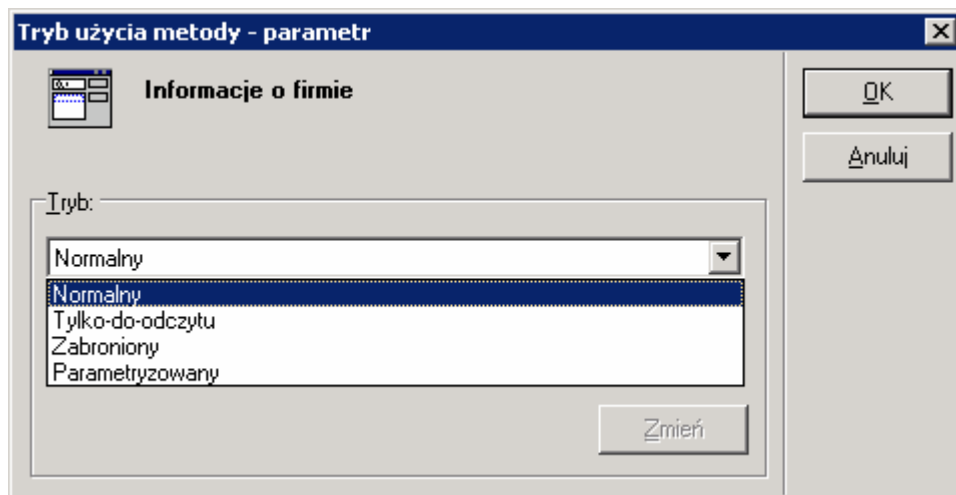 Tryb użycia metody - parametr
Informacje o firmie
OK
Anuluj
Tryb:
Normalny
Normalny
Tylko-do-odczytu
Zabroniony
Parametryzowany
Zmień